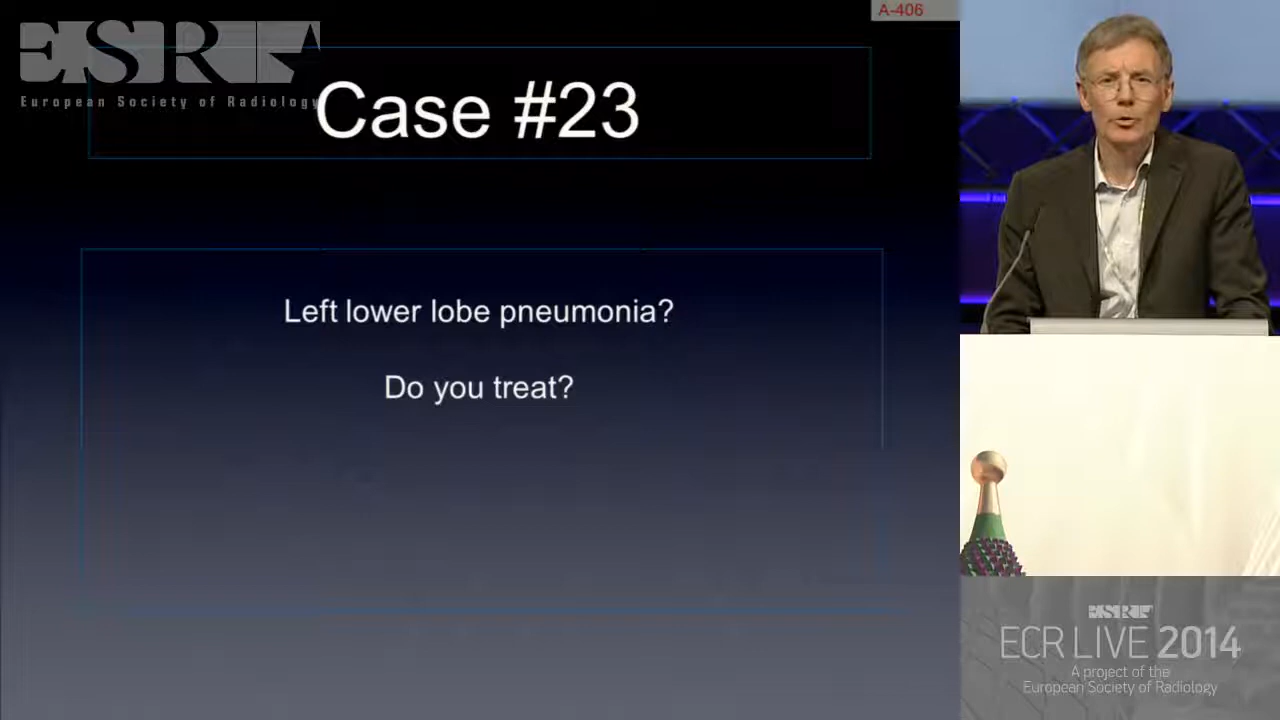 A-406
ESR
European Society of Radiology
Case #23
Left lower lobe pneumonia?
Do you treat?
ESR
ECR LIVE 2014
A project of the
European Society of Radiology